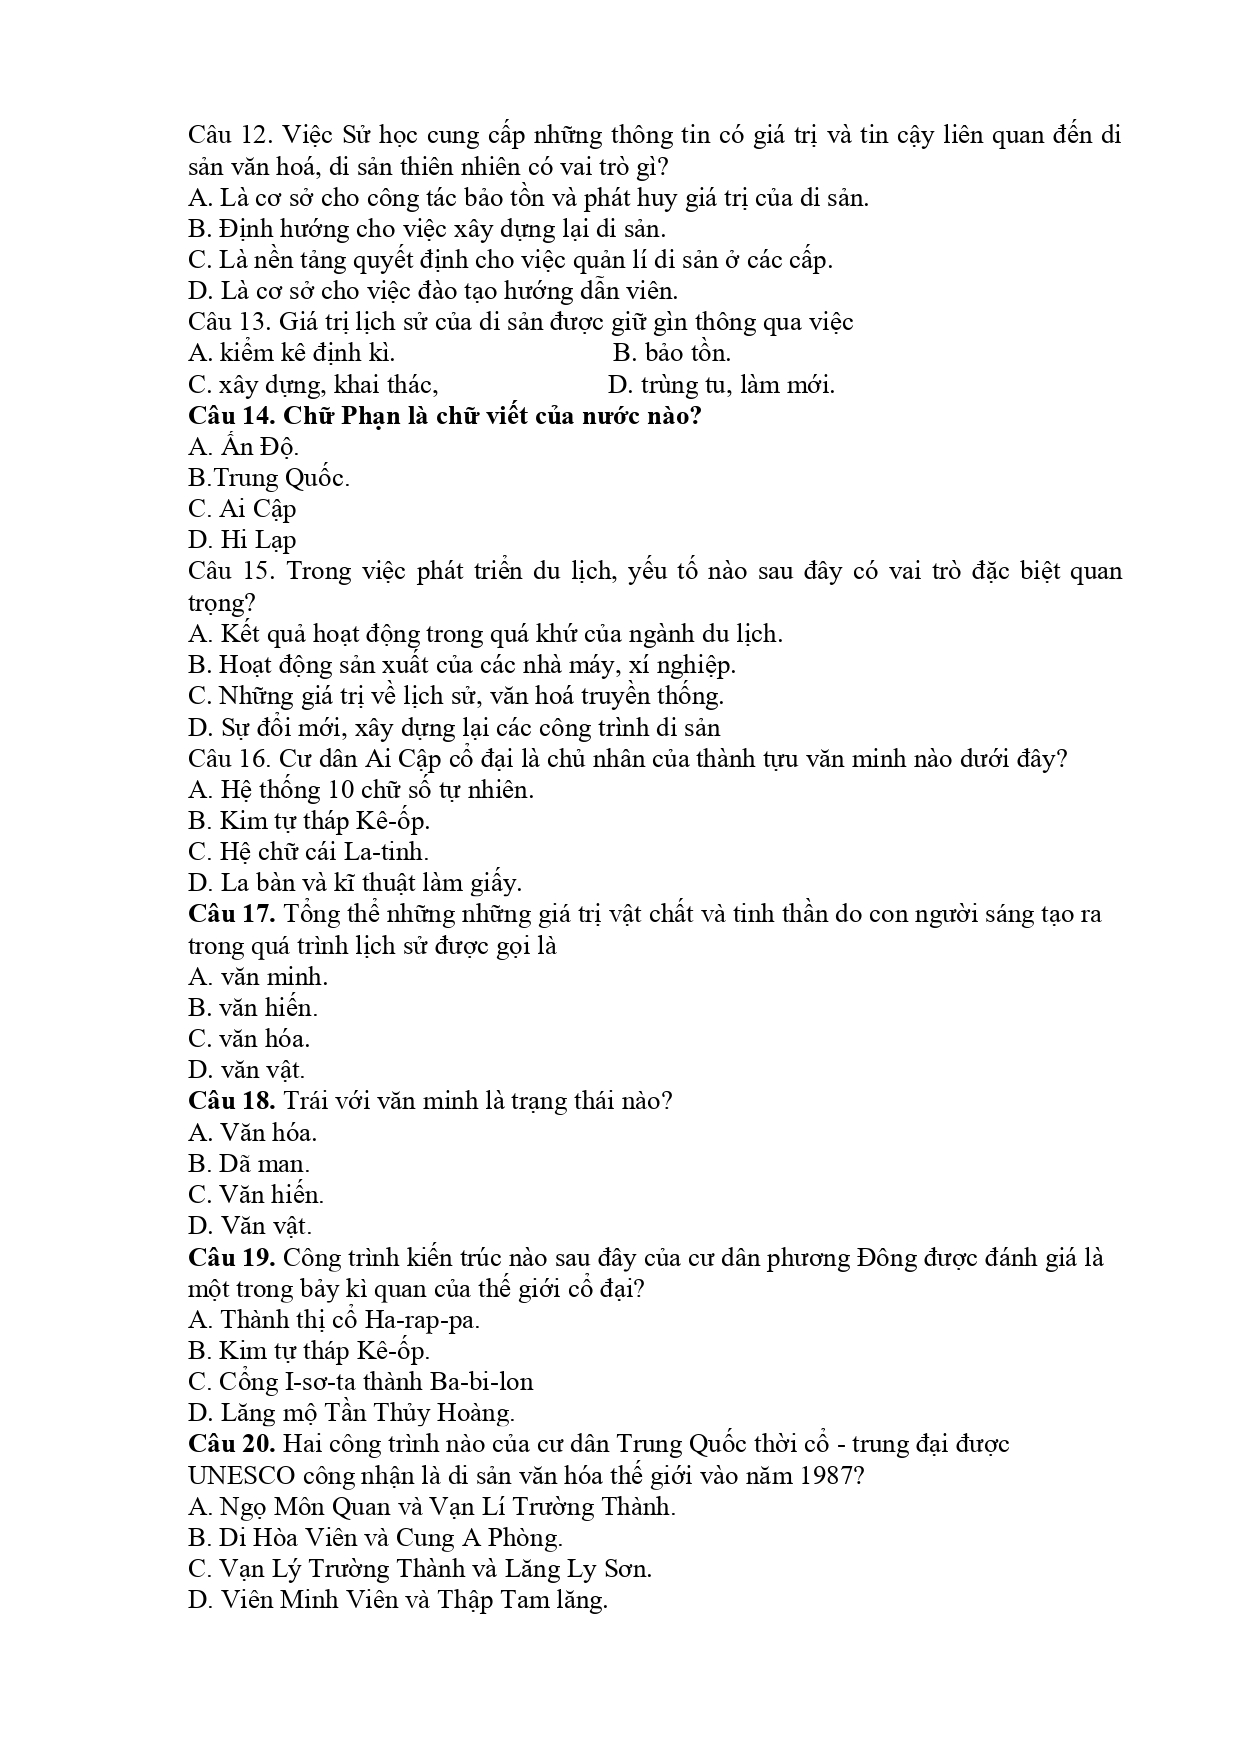 Câu 12. Việc Sử học cung cấp những thông tin có giá trị và tin cậy liên quan đến di
sản văn hoá, di sản thiên nhiên có vai trò gì?
A. Là cơ sở cho công tác bảo tồn và phát huy giá trị của di sản.
B. Định hướng cho việc xây dựng lại di sản.
C. Là nền tảng quyết định cho việc quản lí di sản ở các cấp.
D. Là cơ sở cho việc đào tạo hướng dẫn viên.
Câu 13. Giá trị lịch sử của di sản được giữ gìn thông qua việc
A. kiểm kê định kì. B. bảo tồn.
C. xây dựng, khai thác, D. trùng tu, làm mới.
Câu 14. Chữ Phạn là chữ viết của nước nào?
A. Ấn Độ.
B.Trung Quốc.
C. Ai Cập
D. Hi Lạp
Câu 15. Trong việc phát triển du lịch, yếu tố nào sau đây có vai trò đặc biệt quan
trọng?
A. Kết quả hoạt động trong quá khứ của ngành du lịch.
B. Hoạt động sản xuất của các nhà máy, xí nghiệp.
C. Những giá trị về lịch sử, văn hoá truyền thống.
D. Sự đổi mới, xây dựng lại các công trình di sản
Câu 16. Cư dân Ai Cập cổ đại là chủ nhân của thành tựu văn minh nào dưới đây?
A. Hệ thống 10 chữ số tự nhiên.
B. Kim tự tháp Kê-ốp.
C. Hệ chữ cái La-tinh.
D. La bàn và kĩ thuật làm giấy.
Câu 17. Tổng thể những những giá trị vật chất và tinh thần do con người sáng tạo ra
trong quá trình lịch sử được gọi là
A. văn minh.
B. văn hiến.
C. văn hóa.
D. văn vật.
Câu 18. Trái với văn minh là trạng thái nào?
A. Văn hóa.
B. Dã man.
C. Văn hiến.
D. Văn vật.
Câu 19. Công trình kiến trúc nào sau đây của cư dân phương Đông được đánh giá là
một trong bảy kì quan của thế giới cổ đại?
A. Thành thị cổ Ha-rap-pa.
B. Kim tự tháp Kê-ốp.
C. Cổng I-sơ-ta thành Ba-bi-lon
D. Lăng mộ Tần Thủy Hoàng.
Câu 20. Hai công trình nào của cư dân Trung Quốc thời cổ - trung đại được
UNESCO công nhận là di sản văn hóa thế giới vào năm 1987?
A. Ngọ Môn Quan và Vạn Lí Trường Thành.
B. Di Hòa Viên và Cung A Phòng.
C. Vạn Lý Trường Thành và Lăng Ly Sơn.
D. Viên Minh Viên và Thập Tam lăng.